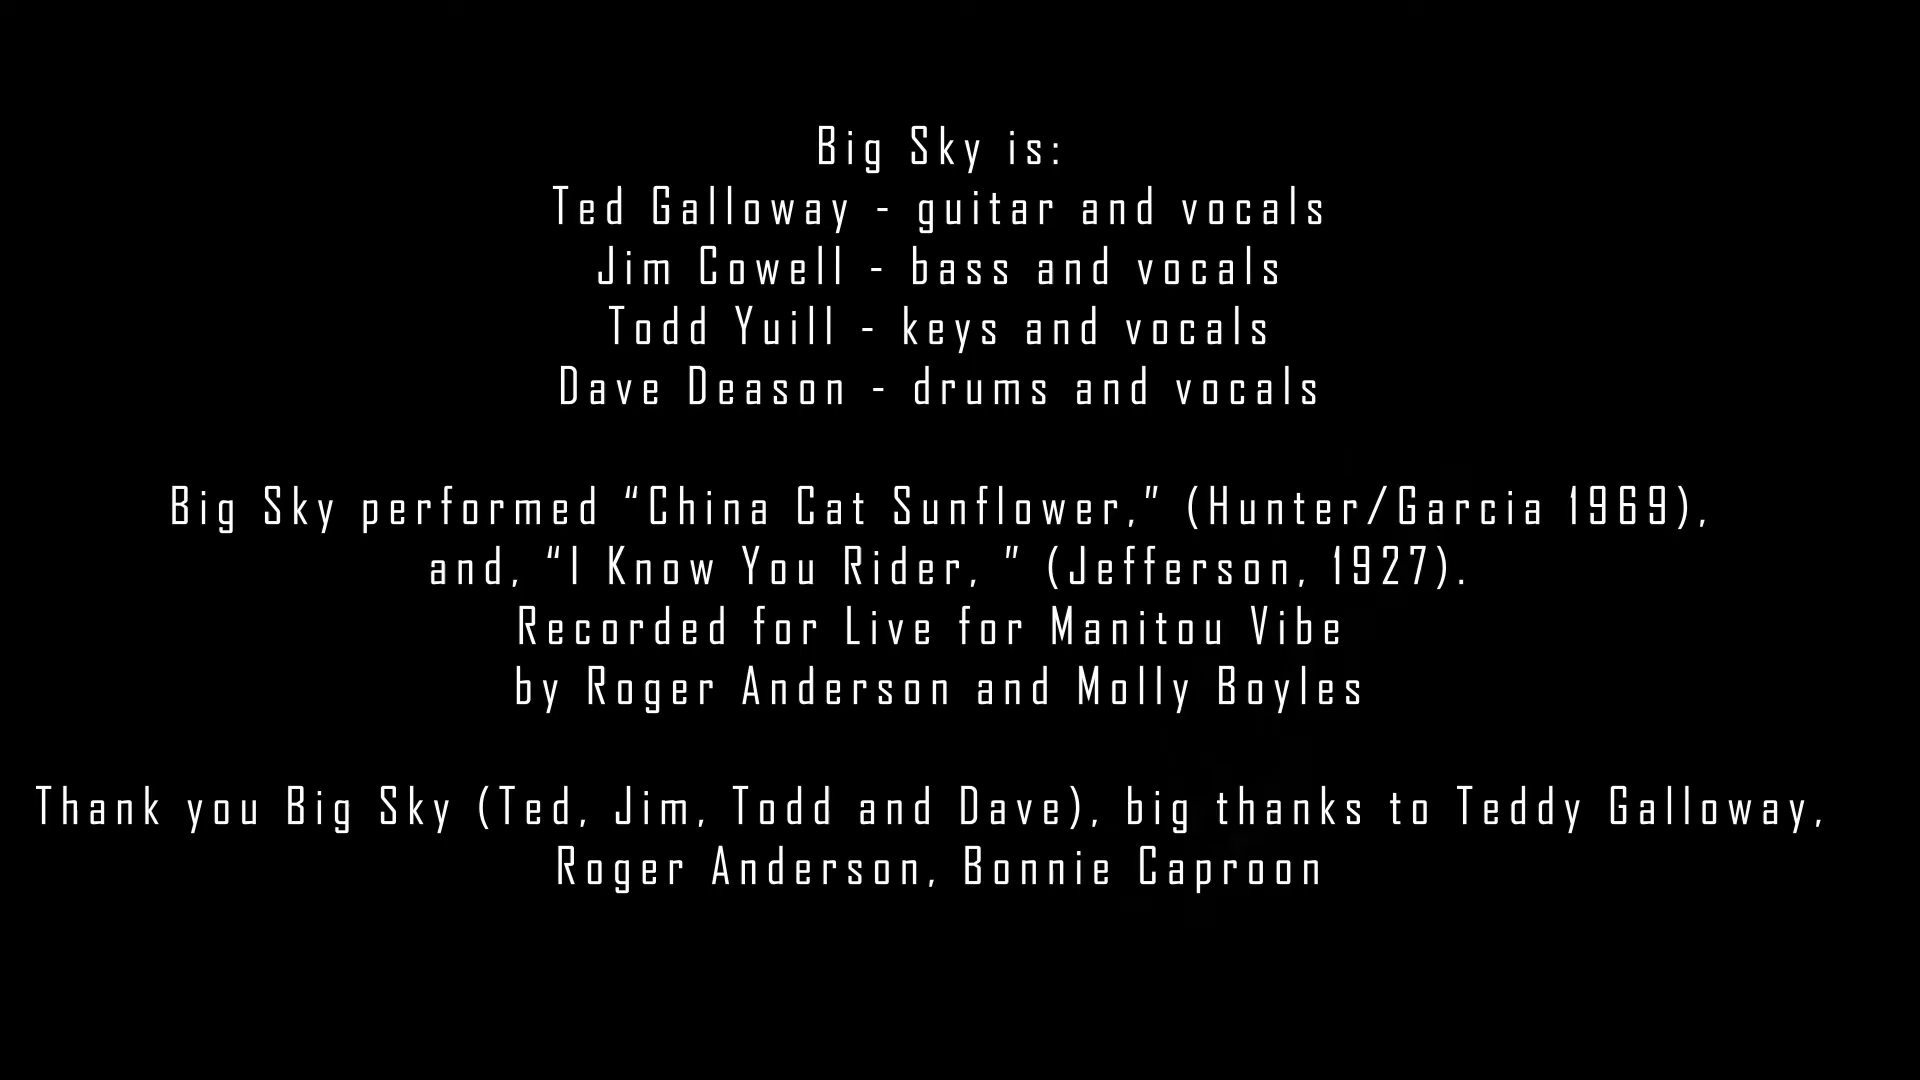 Big Sky is:
Ted Galloway - guitar and vocals
Jim Cowell - bass and vocals
Todd Yuill - keys and vocals
Dave Deason - drums and vocals
Big Sky performed “China Cat Sunflower,” (Hunter/Garcia 1969),
and, “I Know You Rider, ” (Jefferson, 1927).
Recorded for Live for Manitou Vibe
by Roger Anderson and Molly Boyles
Thank you Big Sky (Ted, Jim, Todd and Dave), big thanks to Teddy Galloway,
Roger Anderson, Bonnie Caproon